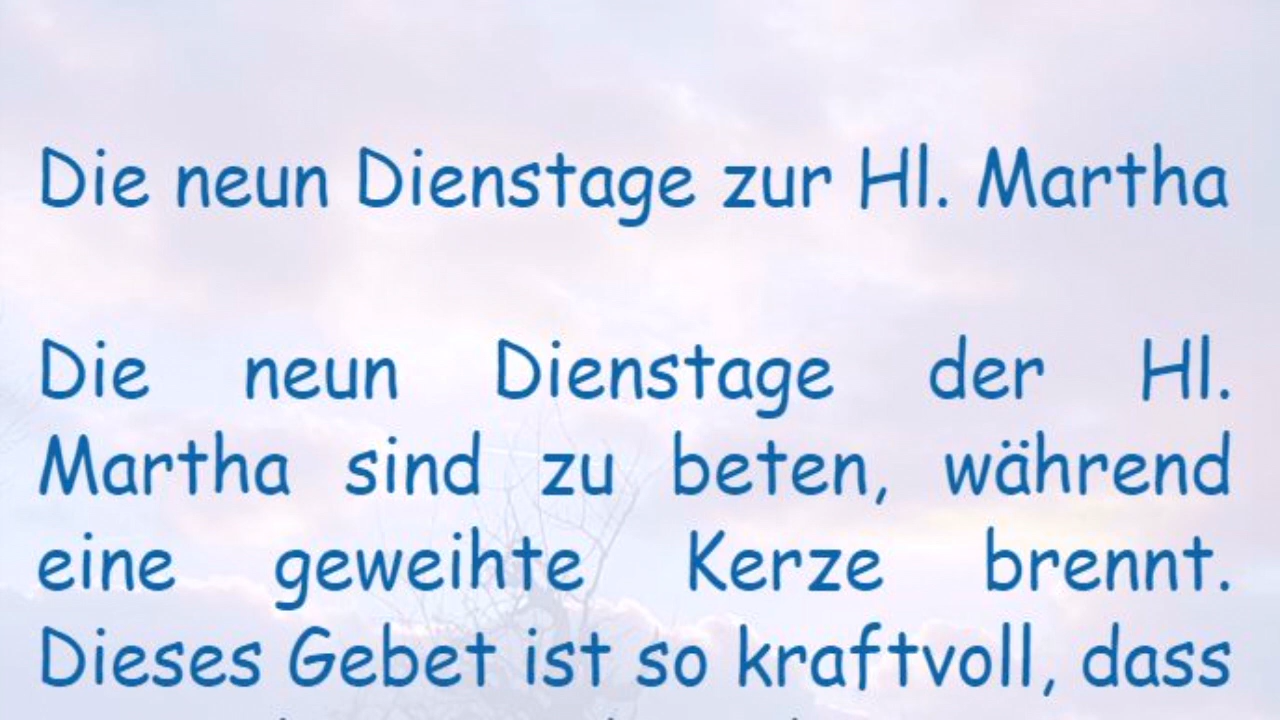 Die neun Dienstage zur Hl. Martha
Die neun Dienstage der Hl.
Martha sind zu beten, während
eine geweihte Kerze brennt.
Dieses Gebet ist so kraftvoll, dass